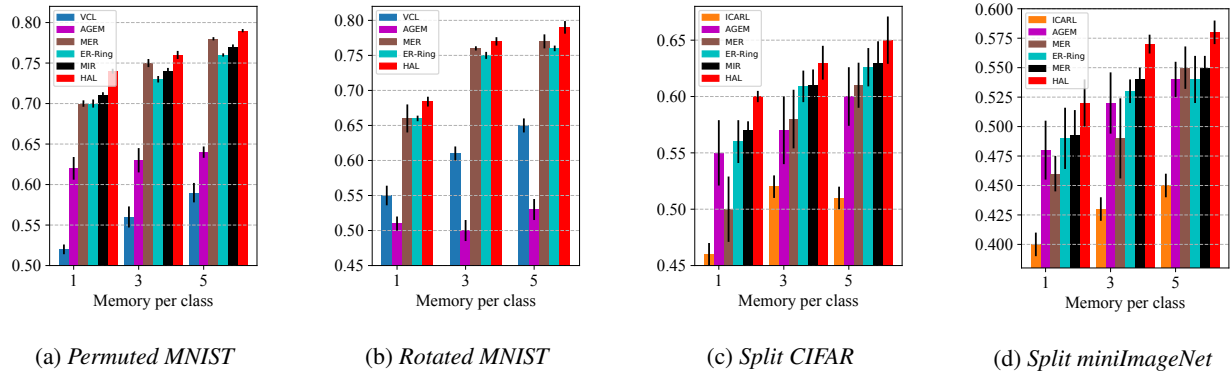 0.80
0.75
0.70
0.65
0.60
0.55
0.50
VCL
AGEM
MER
ER-Ring
MIR
HAL
1 3 5
Memory per class
(a) Permuted MNIST
0.80
0.75
0.70
0.65
0.60
0.55
0.50
0.45
VCL
AGEM
MER
ER-Ring
HAL
1 3 5
Memory per class
(b) Rotated MNIST
0.65
0.60
0.55
0.50
0.45
ICARL
AGEM
MER
ER-Ring
MIR
HAL
1 3 5
Memory per class
(c) Split CIFAR
0.600
0.575
0.550
0.520
0.500
0.475
0.450
0.425
0.400
ICARL
AGEM
MER
ER-Ring
MER
HAL
1 3 5
Memory per class
(d) Split miniImageNet